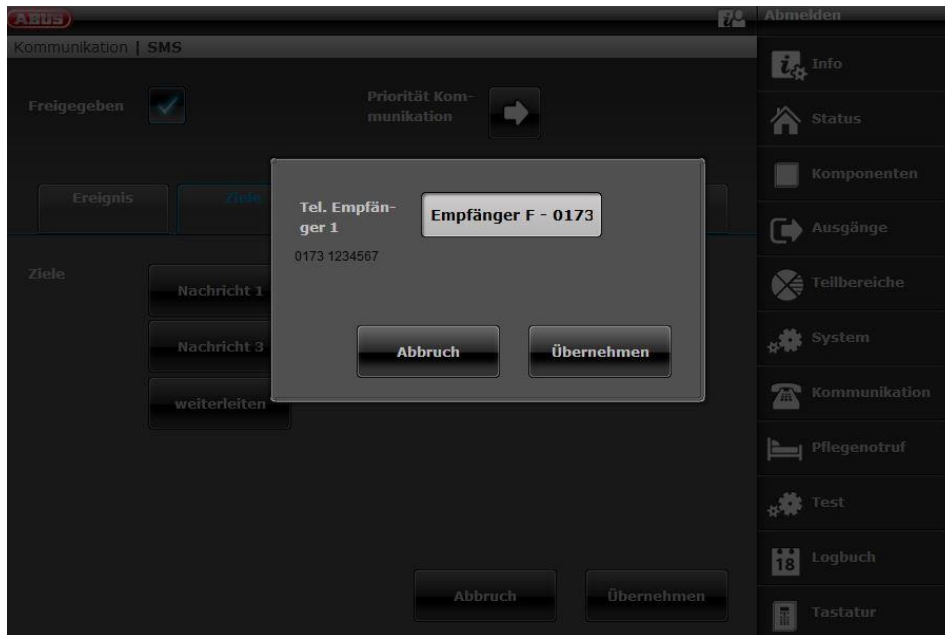 ABUS
Abmelden
Kommunikation | SMS
Info
Freigegeben
Priorität Kom-
munikation
Status
Komponenten
Ereignis
Ziele
Tel. Empfän-
ger 1
Empfänger F - 0173
Ausgänge
0173 1234567
Ziele
Nachricht 1
Teilbereiche
Nachricht 3
Abbruch
Übernehmen
System
weiterleiten
Kommunikation
Pflegenotruf
Test
18
Logbuch
Abbruch
Übernehmen
Tastatur